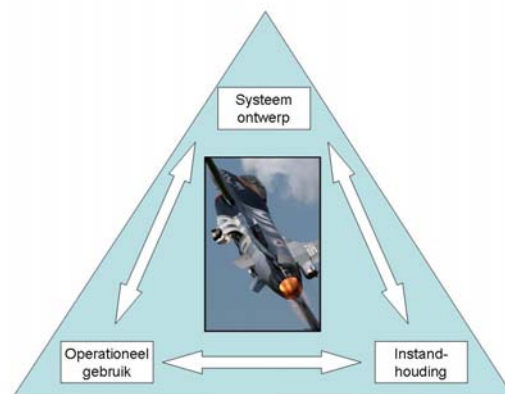 Systeem
ontwerp
Operationeel
gebruik
Instand-
houding